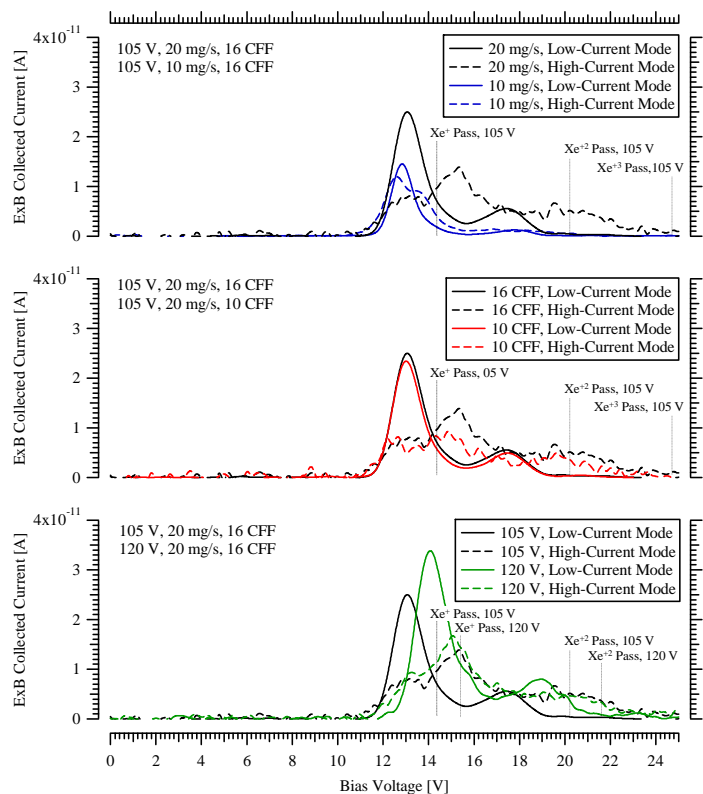 4x10⁻¹¹
3
2
1
0
ExB Collected Current [A]
105 V, 20 mg/s, 16 CFF
105 V, 10 mg/s, 16 CFF
20 mg/s, Low-Current Mode
20 mg/s, High-Current Mode
10 mg/s, Low-Current Mode
10 mg/s, High-Current Mode
Xe⁺ Pass, 105 V
Xe⁺² Pass, 105 V
Xe⁺³ Pass,105 V
4x10⁻¹¹
3
2
1
0
ExB Collected Current [A]
105 V, 20 mg/s, 16 CFF
105 V, 20 mg/s, 10 CFF
16 CFF, Low-Current Mode
16 CFF, High-Current Mode
10 CFF, Low-Current Mode
10 CFF, High-Current Mode
Xe⁺ Pass, 05 V
Xe⁺² Pass, 105 V
Xe⁺³ Pass, 105 V
4x10⁻¹¹
3
2
1
0
ExB Collected Current [A]
105 V, 20 mg/s, 16 CFF
120 V, 20 mg/s, 16 CFF
105 V, Low-Current Mode
105 V, High-Current Mode
120 V, Low-Current Mode
120 V, High-Current Mode
Xe⁺ Pass, 105 V
Xe⁺ Pass, 120 V
Xe⁺² Pass, 105 V
Xe⁺² Pass, 120 V
0 2 4 6 8 10 12 14 16 18 20 22 24
Bias Voltage [V]